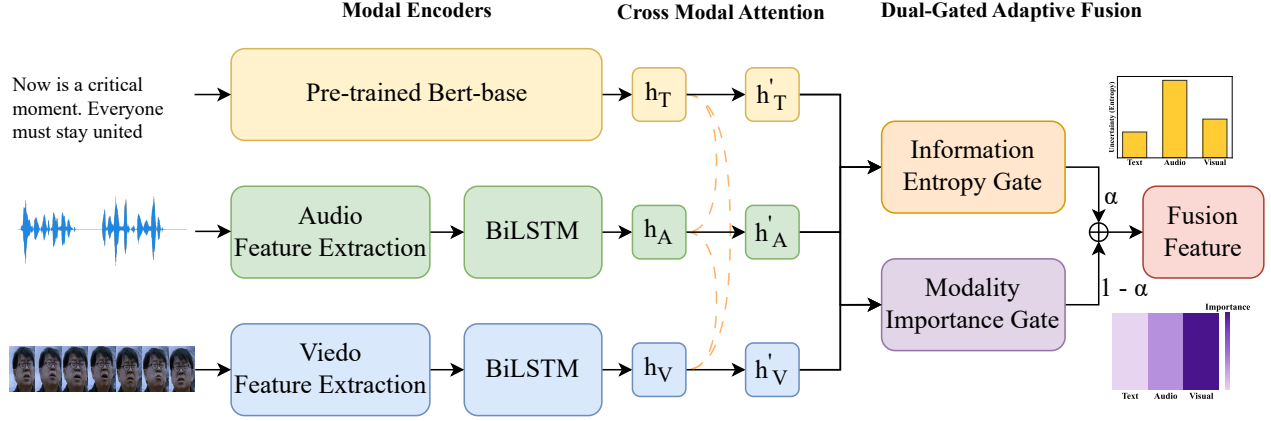 Modal Encoders
Cross Modal Attention
Dual-Gated Adaptive Fusion
Now is a critical
moment. Everyone
must stay united
Pre-trained Bert-base
h_T
h'_T
Audio
Feature Extraction
BiLSTM
h_A
h'_A
Viedo
Feature Extraction
BiLSTM
h_V
h'_V
Information
Entropy Gate
Modality
Importance Gate
Uncertainty (Entropy)
Text Audio Visual
α
1 - α
Fusion
Feature
Importance
Text Audio Visual